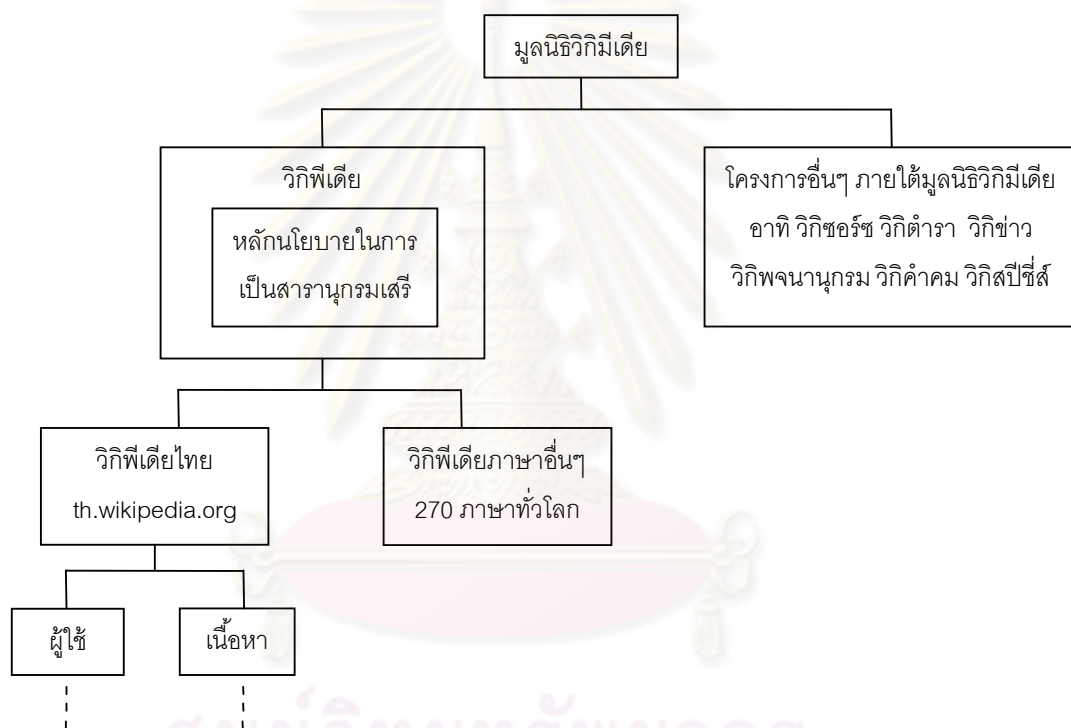 มูลนิธิวิกิมีเดีย
วิกิพีเดีย
หลักนโยบายในการ
เป็นสารานุกรมเสรี
โครงการอื่นๆ ภายใต้มูลนิธิวิกิมีเดีย
อาทิ วิกิซอร์ซ วิกิตำรา วิกิข่าว
วิกิพจนานุกรม วิกิคำคม วิกิสปีชี่ส์
วิกิพีเดียไทย
th.wikipedia.org
วิกิพีเดียภาษาอื่นๆ
270 ภาษาทั่วโลก
ผู้ใช้
เนื้อหา